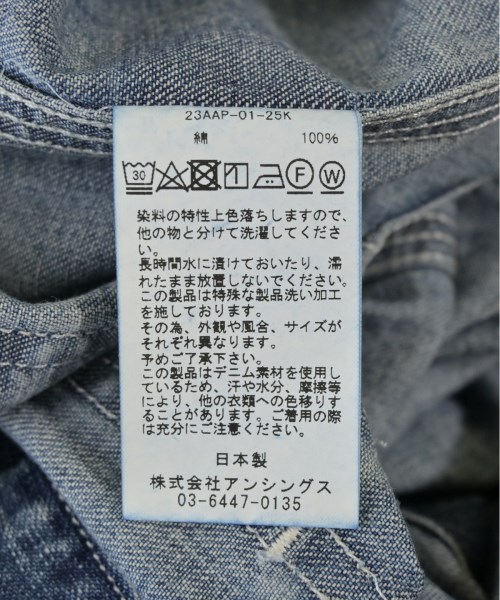 23AAP-01-25K
綿 100%
30 F W
染料の特性上色落ちしますので、
他の物と分けて洗濯してくださ
い。
長時間水に漬けておいたり、濡
れたまま放置しないでください。
この製品は特殊な製品洗い加工
を施しております。
その為、外観や風合、サイズが
それぞれ異なります。
予めご了承下さい。
この製品はデニム素材を使用し
ているため、汗や水分、摩擦等
により、他の衣類への色移りす
ることがあります。ご着用の際
は充分にご注意ください。
日本製
株式会社アンシングス
03-6447-0135